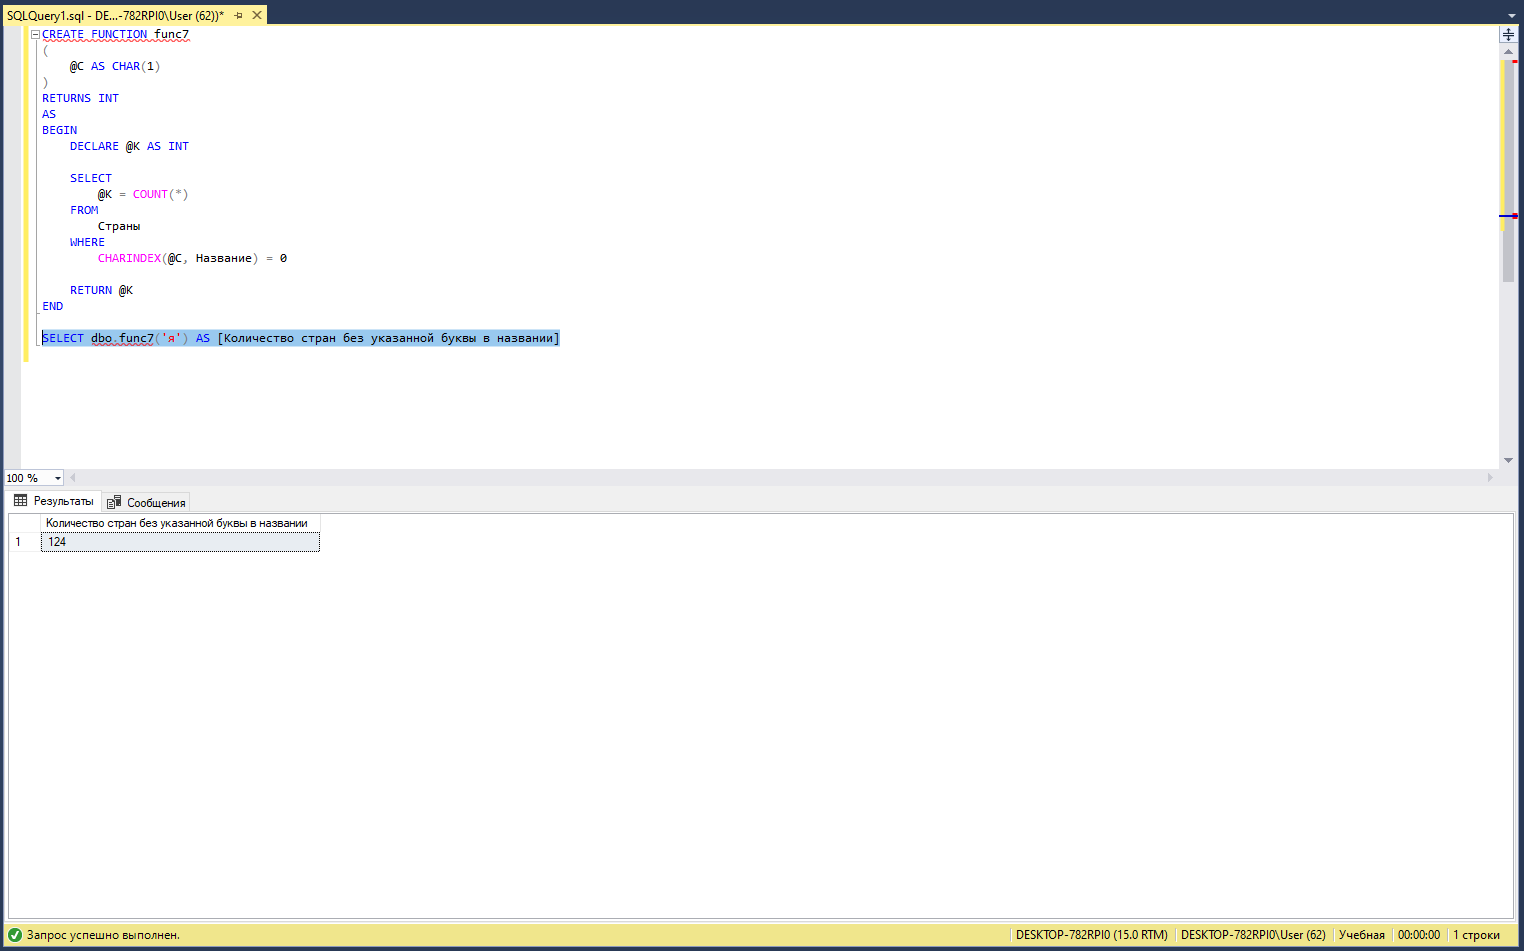 SQLQuery1.sql - DE...-782RPI0\User (62))*
CREATE FUNCTION func7
(
@C AS CHAR(1)
)
RETURNS INT
AS
BEGIN
DECLARE @K AS INT
SELECT
@K = COUNT(*)
FROM
Страны
WHERE
CHARINDEX(@C, Название) = 0
RETURN @K
END
SELECT dbo.func7('я') AS [Количество стран без указанной буквы в названии]
100 %
Результаты Сообщения
Количество стран без указанной буквы в названии
1 124
Запрос успешно выполнен. DESKTOP-782RPI0 (15.0 RTM) DESKTOP-782RPI0\User (62) Учебная 00:00:00 1 строки